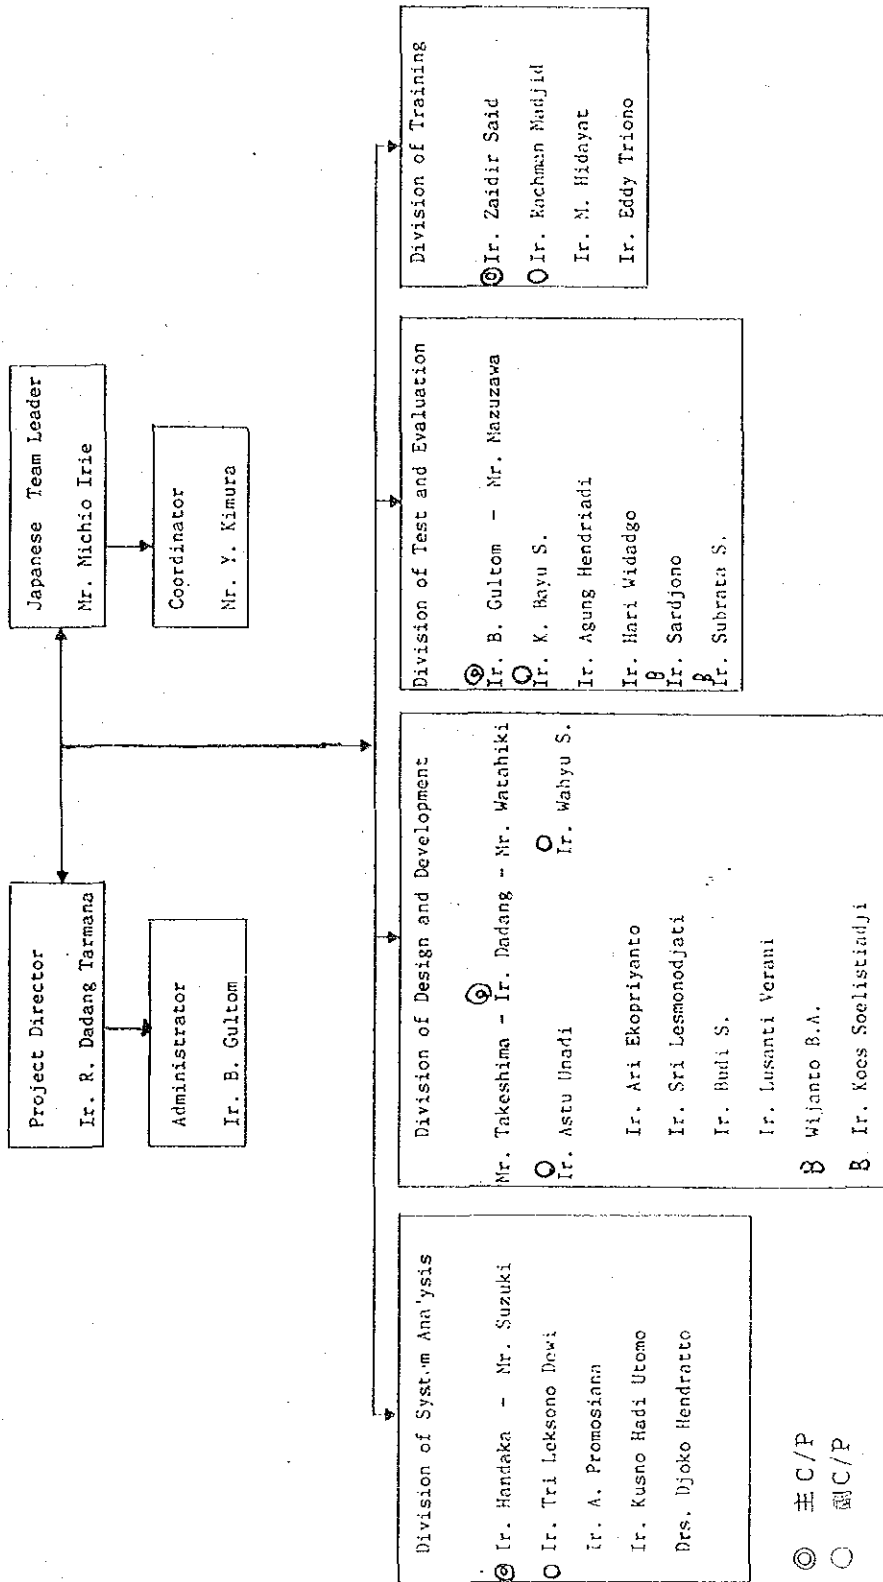 Project Director
Ir. R. Dadang Tarmana
Administrator
Ir. B. Gultom
Japanese Team Leader
Mr. Michio Irie
Coordinator
Mr. Y. Kimura
Division of System Analysis
◎ Ir. Handaka - Mr. Suzuki
○ Ir. Tri Leksono Dewi
Ir. A. Promosiana
Ir. Kusno Hadi Utomo
Drs. Djoko Hendratto
Division of Design and Development
◎
Mr. Takeshima - Ir. Dadang - Mr. Watahiki
○ ○
Ir. Astu Unadi Ir. Wahyu S.
Ir. Ari Ekopriyanto
Ir. Sri Lesmonodjati
Ir. Budi S.
Ir. Lusanti Verani
B Wijanto B.A.
B Ir. Koes Soelistiadji
Division of Test and Evaluation
◎
Ir. B. Gultom - Mr. Mazuzawa
○
Ir. K. Bayu S.
Ir. Agung Hendriadi
Ir. Hari Widadgo
B
Ir. Sardjono
B
Ir. Subrata S.
Division of Training
◎ Ir. Zaidir Said
○ Ir. Rachman Madjid
Ir. M. Hidayat
Ir. Eddy Triono
◎ 主C/P
○ 副C/P